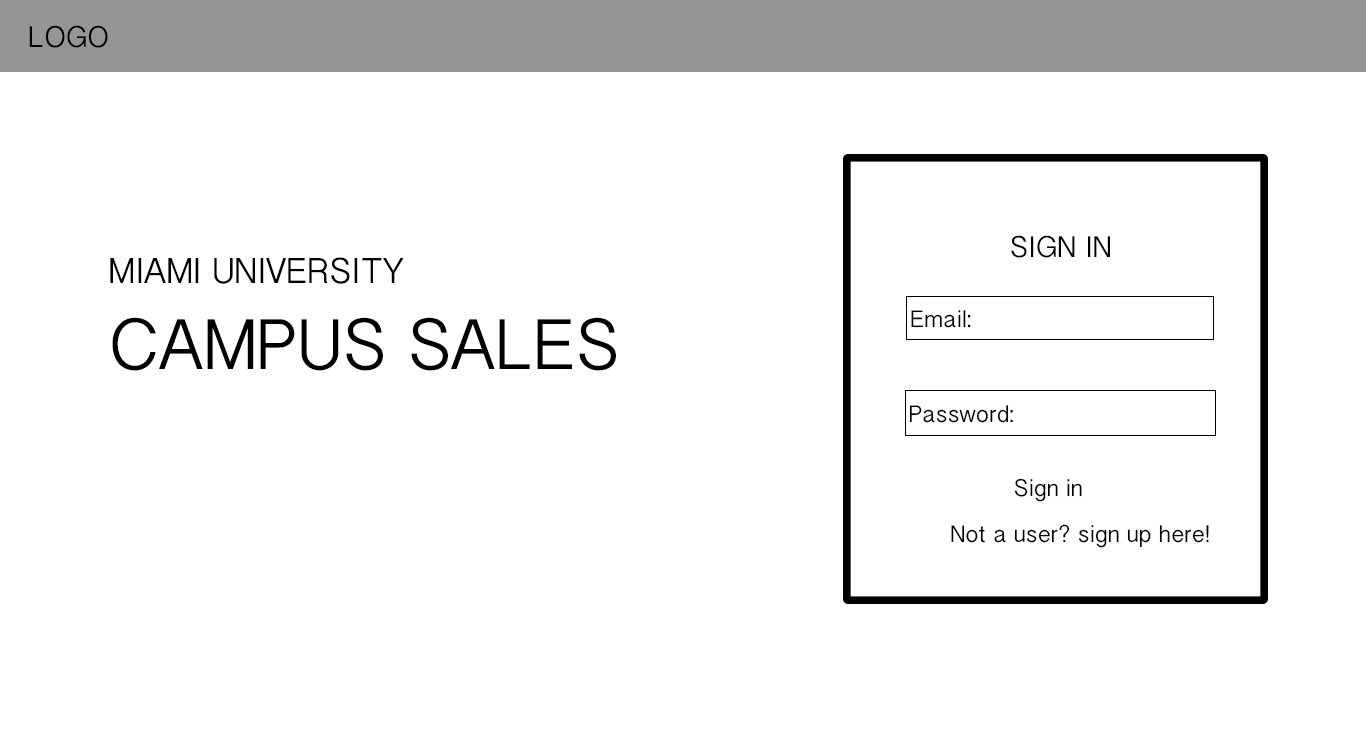 LOGO
MIAMI UNIVERSITY
CAMPUS SALES
SIGN IN
Email:
Password:
Sign in
Not a user? sign up here!